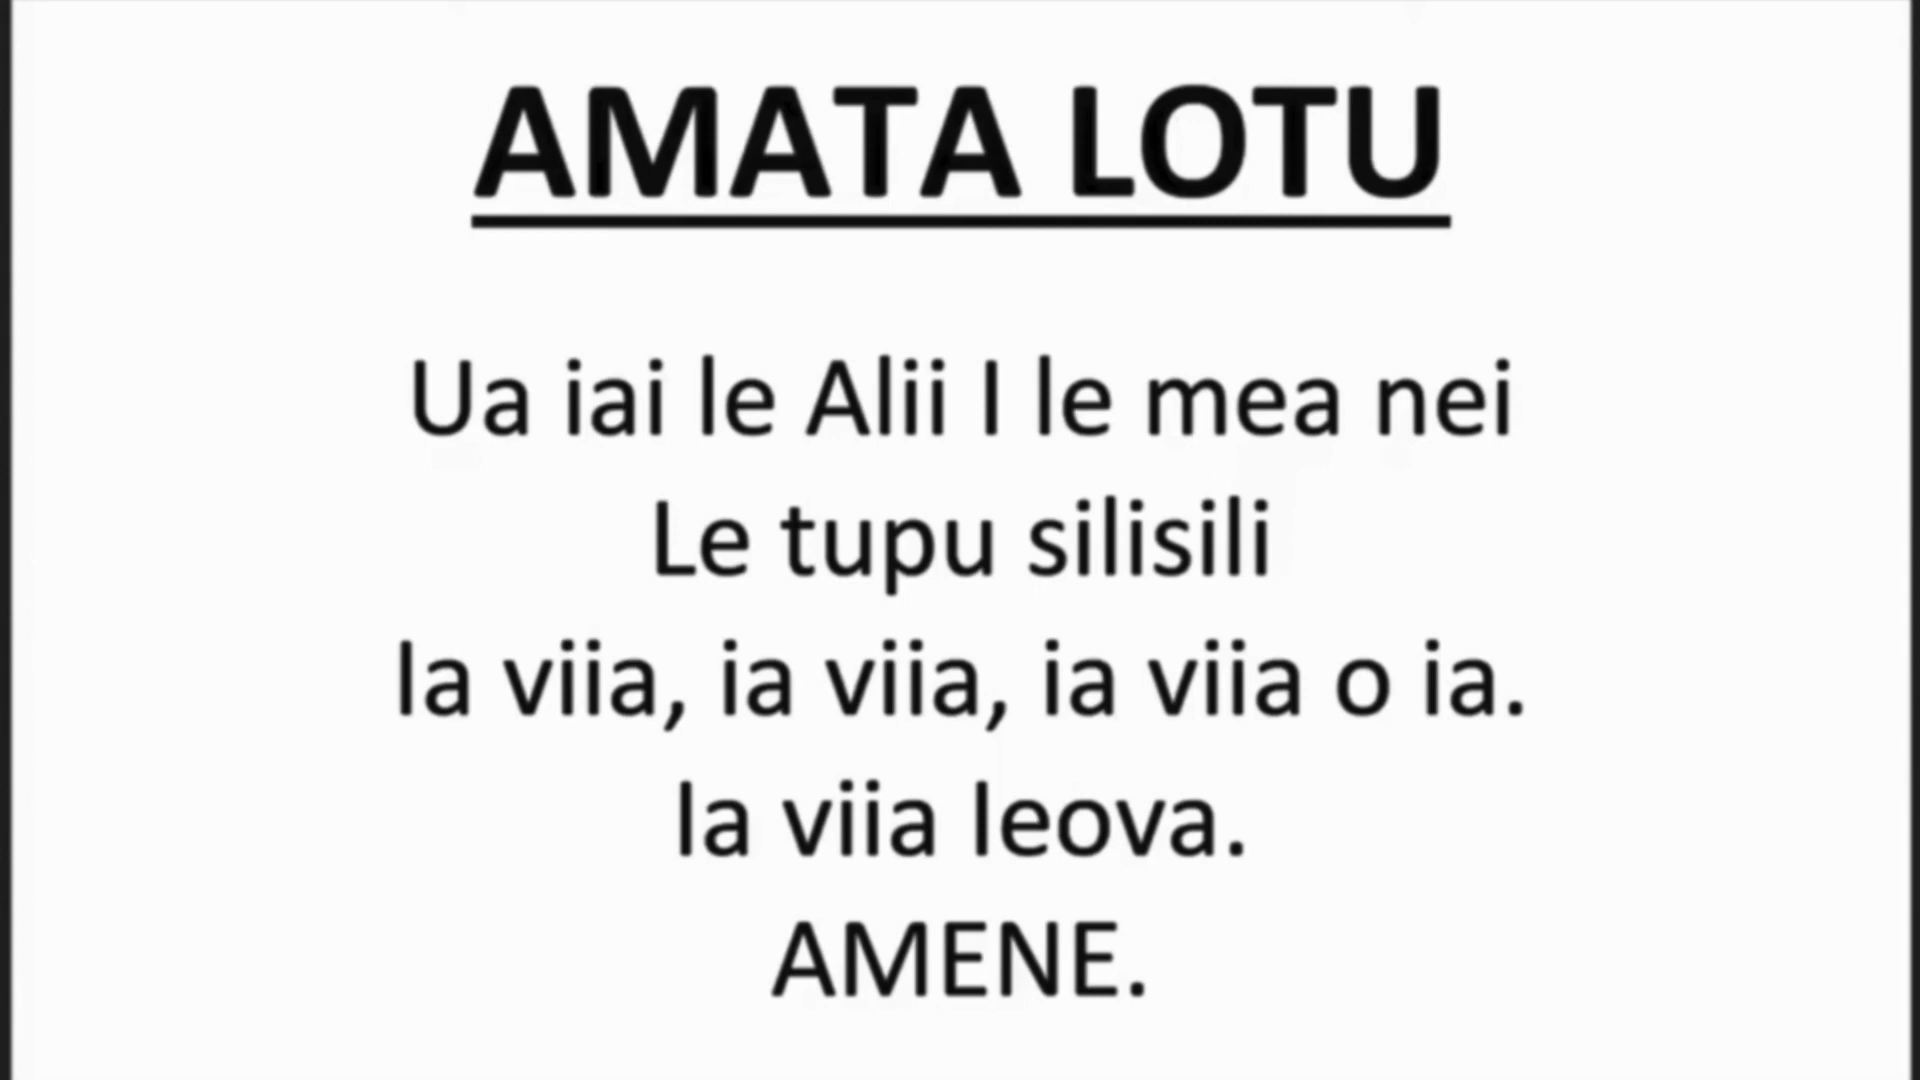 AMATA LOTU
Ua iai le Alii I le mea nei
Le tupu silisili
Ia viia, ia viia, ia viia o ia.
Ia viia Ieova.
AMENE.